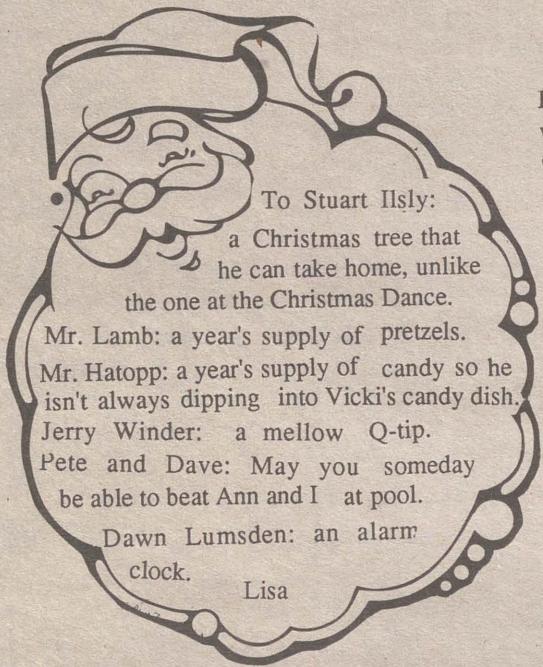 To Stuart Ilsly:
a Christmas tree that
he can take home, unlike
the one at the Christmas Dance.
Mr. Lamb: a year's supply of pretzels.
Mr. Hatopp: a year's supply of candy so he
isn't always dipping into Vicki's candy dish.
Jerry Winder: a mellow Q-tip.
Pete and Dave: May you someday
be able to beat Ann and I at pool.
Dawn Lumsden: an alarm
clock.
Lisa